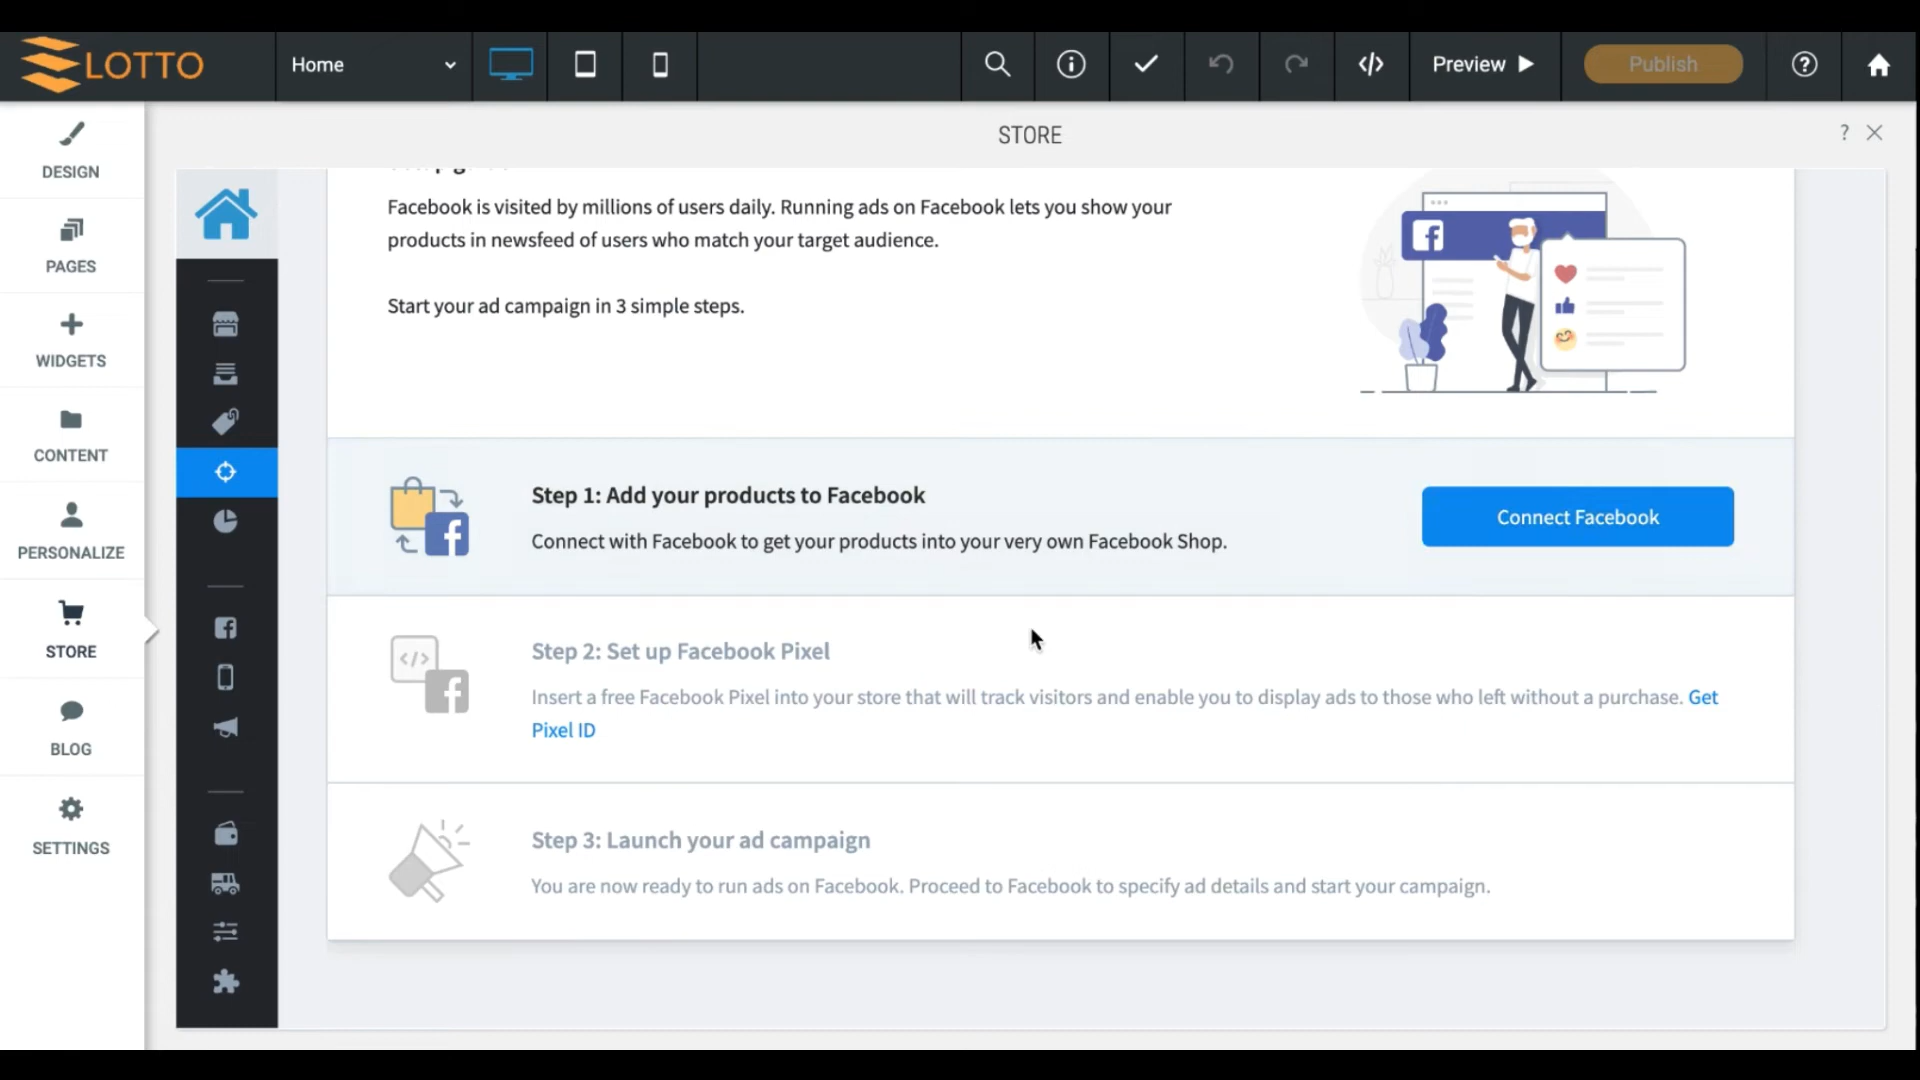 LOTTO
Home
Preview
Publish
STORE
?
DESIGN
PAGES
WIDGETS
CONTENT
PERSONALIZE
STORE
BLOG
SETTINGS
Facebook is visited by millions of users daily. Running ads on Facebook lets you show your
products in newsfeed of users who match your target audience.
Start your ad campaign in 3 simple steps.
Step 1: Add your products to Facebook
Connect with Facebook to get your products into your very own Facebook Shop.
Connect Facebook
Step 2: Set up Facebook Pixel
Insert a free Facebook Pixel into your store that will track visitors and enable you to display ads to those who left without a purchase. Get
Pixel ID
Step 3: Launch your ad campaign
You are now ready to run ads on Facebook. Proceed to Facebook to specify ad details and start your campaign.